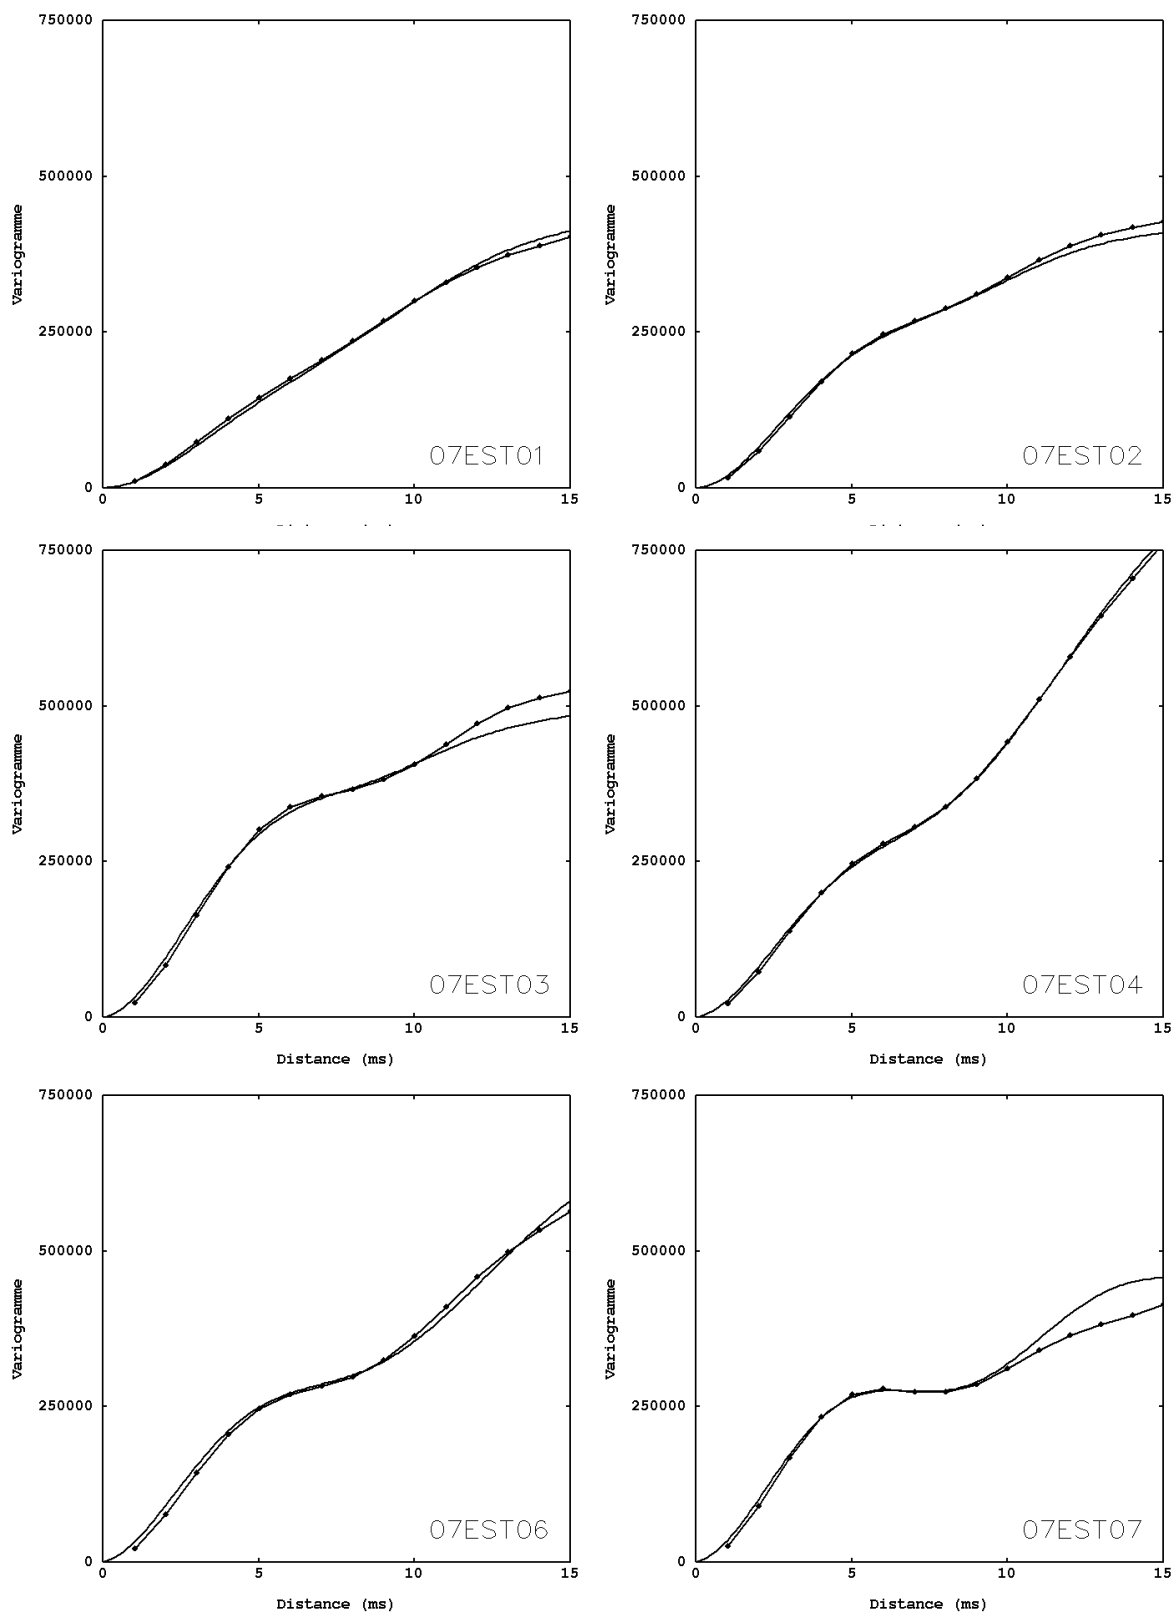 750000 750000
500000 500000
Variogramme Variogramme
250000 250000
07EST01 07EST02
0 0
0 5 10 15 0 5 10 15
750000 750000
500000 500000
Variogramme Variogramme
250000 250000
07EST03 07EST04
0 0
0 5 10 15 0 5 10 15
Distance (ms) Distance (ms)
750000 750000
500000 500000
Variogramme Variogramme
250000 250000
07EST06 07EST07
0 0
0 5 10 15 0 5 10 15
Distance (ms) Distance (ms)